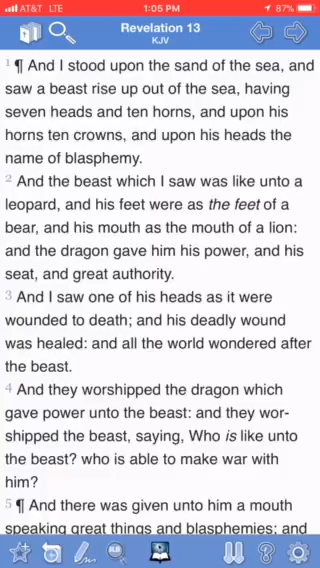 AT&T LTE 1:05 PM 87%
Revelation 13
KJV
1 ¶ And I stood upon the sand of the sea, and
saw a beast rise up out of the sea, having
seven heads and ten horns, and upon his
horns ten crowns, and upon his heads the
name of blasphemy.
2 And the beast which I saw was like unto a
leopard, and his feet were as the feet of a
bear, and his mouth as the mouth of a lion:
and the dragon gave him his power, and his
seat, and great authority.
3 And I saw one of his heads as it were
wounded to death; and his deadly wound
was healed: and all the world wondered after
the beast.
4 And they worshipped the dragon which
gave power unto the beast: and they wor-
shipped the beast, saying, Who is like unto
the beast? who is able to make war with
him?
5 ¶ And there was given unto him a mouth
speaking great things and blasphemies; and